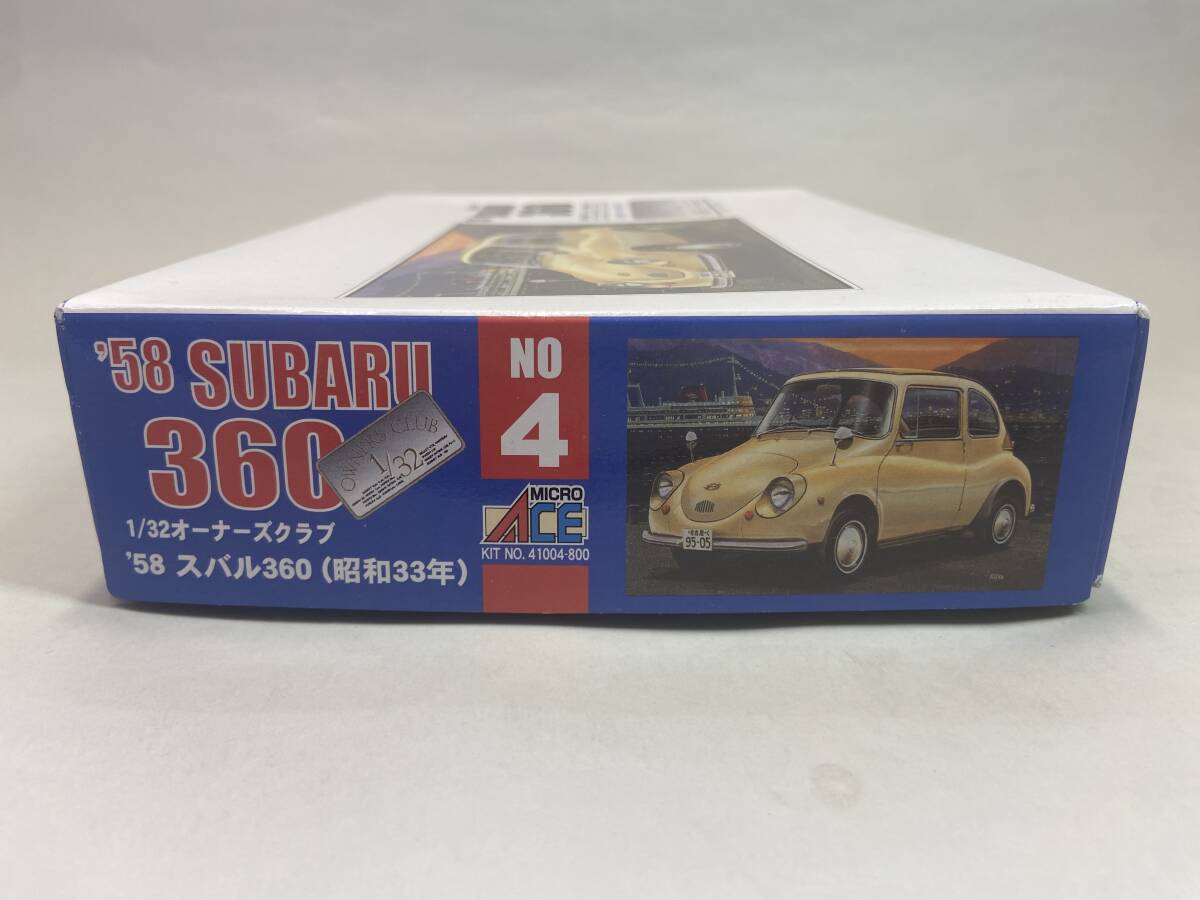 '58 SUBARU
360
OWNERS CLUB
1/32
1/32オーナーズクラブ
'58 スバル360 (昭和33年)
NO
4
MICRO
ACE
KIT NO. 41004-800
95-05